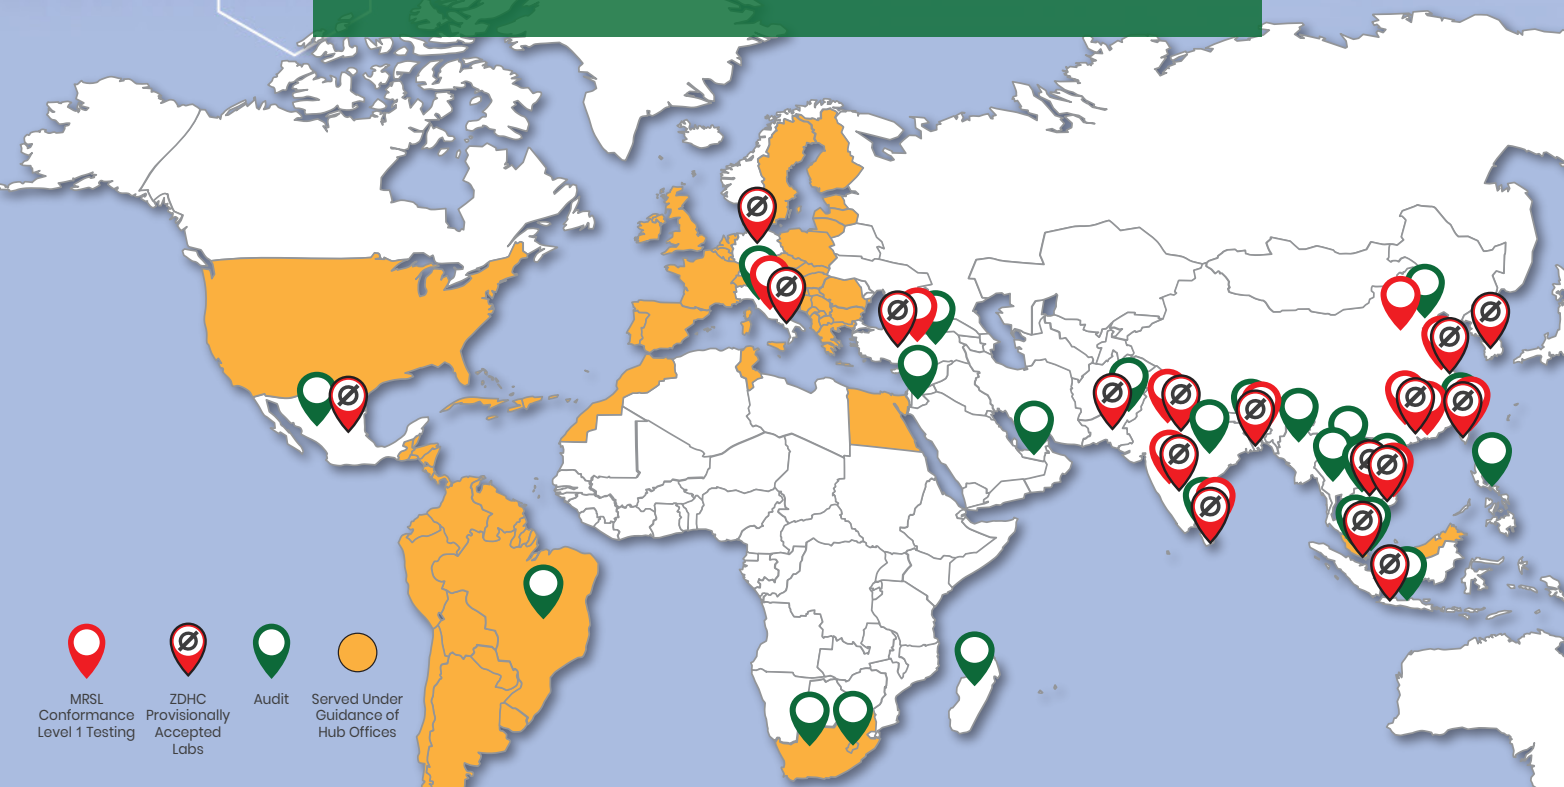 MRSL
Conformance
Level 1 Testing
ZDHC
Provisionally
Accepted
Labs
Audit
Served Under
Guidance of
Hub Offices